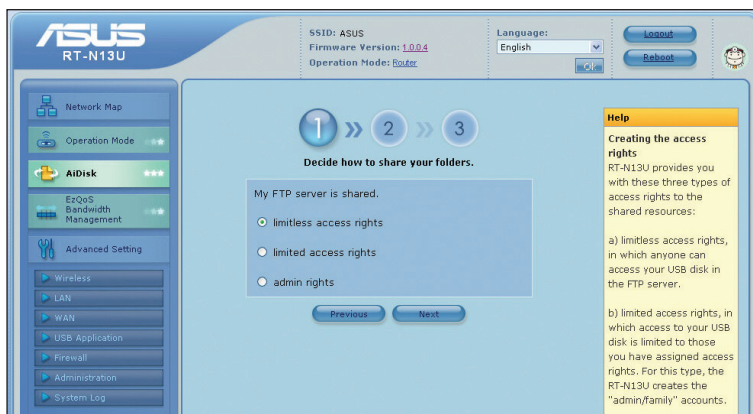 ASUS
RT-N13U
SSID: ASUS
Firmware Version: 1.0.0.4
Operation Mode: Router
Language:
English
OK
Logout
Reboot
Network Map
Operation Mode
AiDisk
EzQoS
Bandwidth
Management
Advanced Setting
Wireless
LAN
WAN
USB Application
Firewall
Administration
System Log
1 2 3
Decide how to share your folders.
My FTP server is shared.
limitless access rights
limited access rights
admin rights
Previous
Next
Help
Creating the access
rights
RT-N13U provides you
with these three types of
access rights to the
shared resources:
a) limitless access rights,
in which anyone can
access your USB disk in
the FTP server.
b) limited access rights, in
which access to your USB
disk is limited to those
you have assigned access
rights. For this type, the
RT-N13U creates the
"admin/family" accounts.